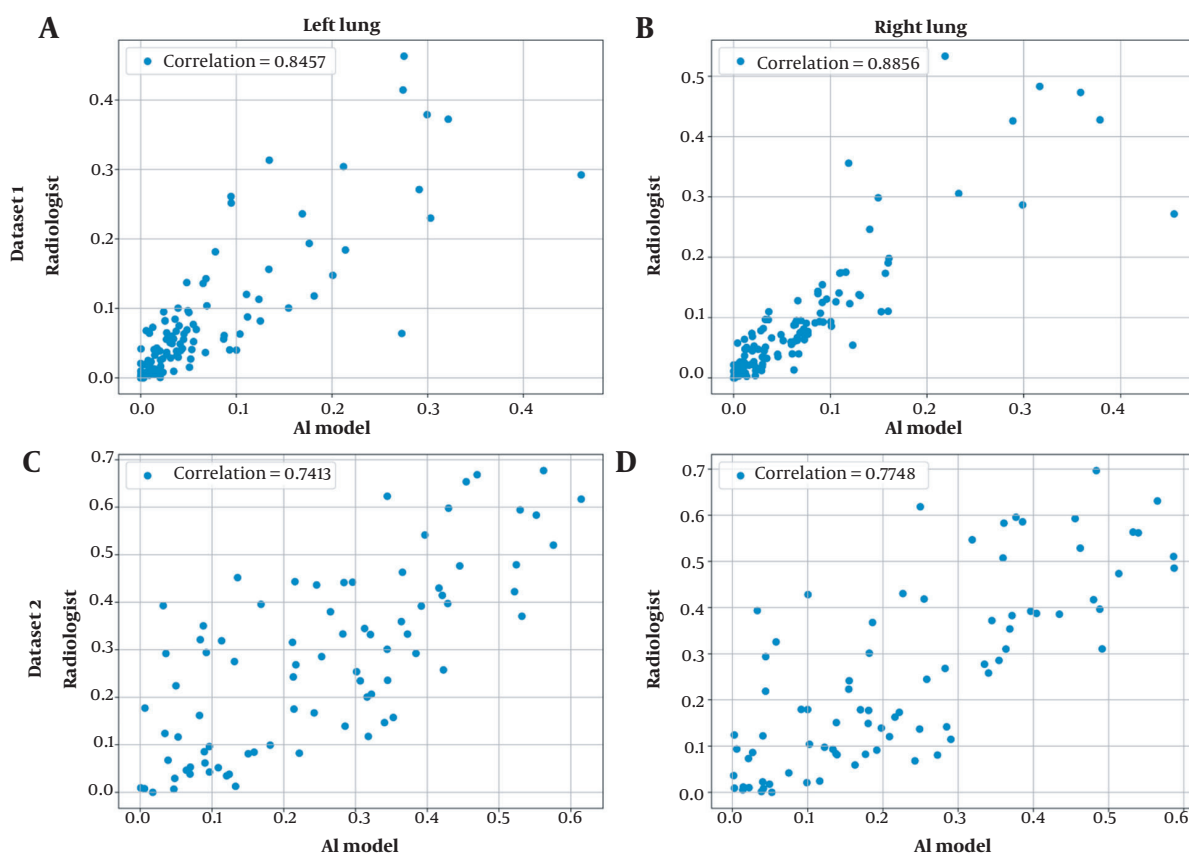 A
Left lung
B
Right lung
Correlation = 0.8457
Correlation = 0.8856
Dataset 1
Radiologist
0.4
0.3
0.2
0.1
0.0
0.0 0.1 0.2 0.3 0.4
AI model
Radiologist
0.5
0.4
0.3
0.2
0.1
0.0
0.0 0.1 0.2 0.3 0.4
AI model
C
D
Correlation = 0.7413
Correlation = 0.7748
Dataset 2
Radiologist
0.7
0.6
0.5
0.4
0.3
0.2
0.1
0.0
0.0 0.1 0.2 0.3 0.4 0.5 0.6
AI model
Radiologist
0.7
0.6
0.5
0.4
0.3
0.2
0.1
0.0
0.0 0.1 0.2 0.3 0.4 0.5 0.6
AI model